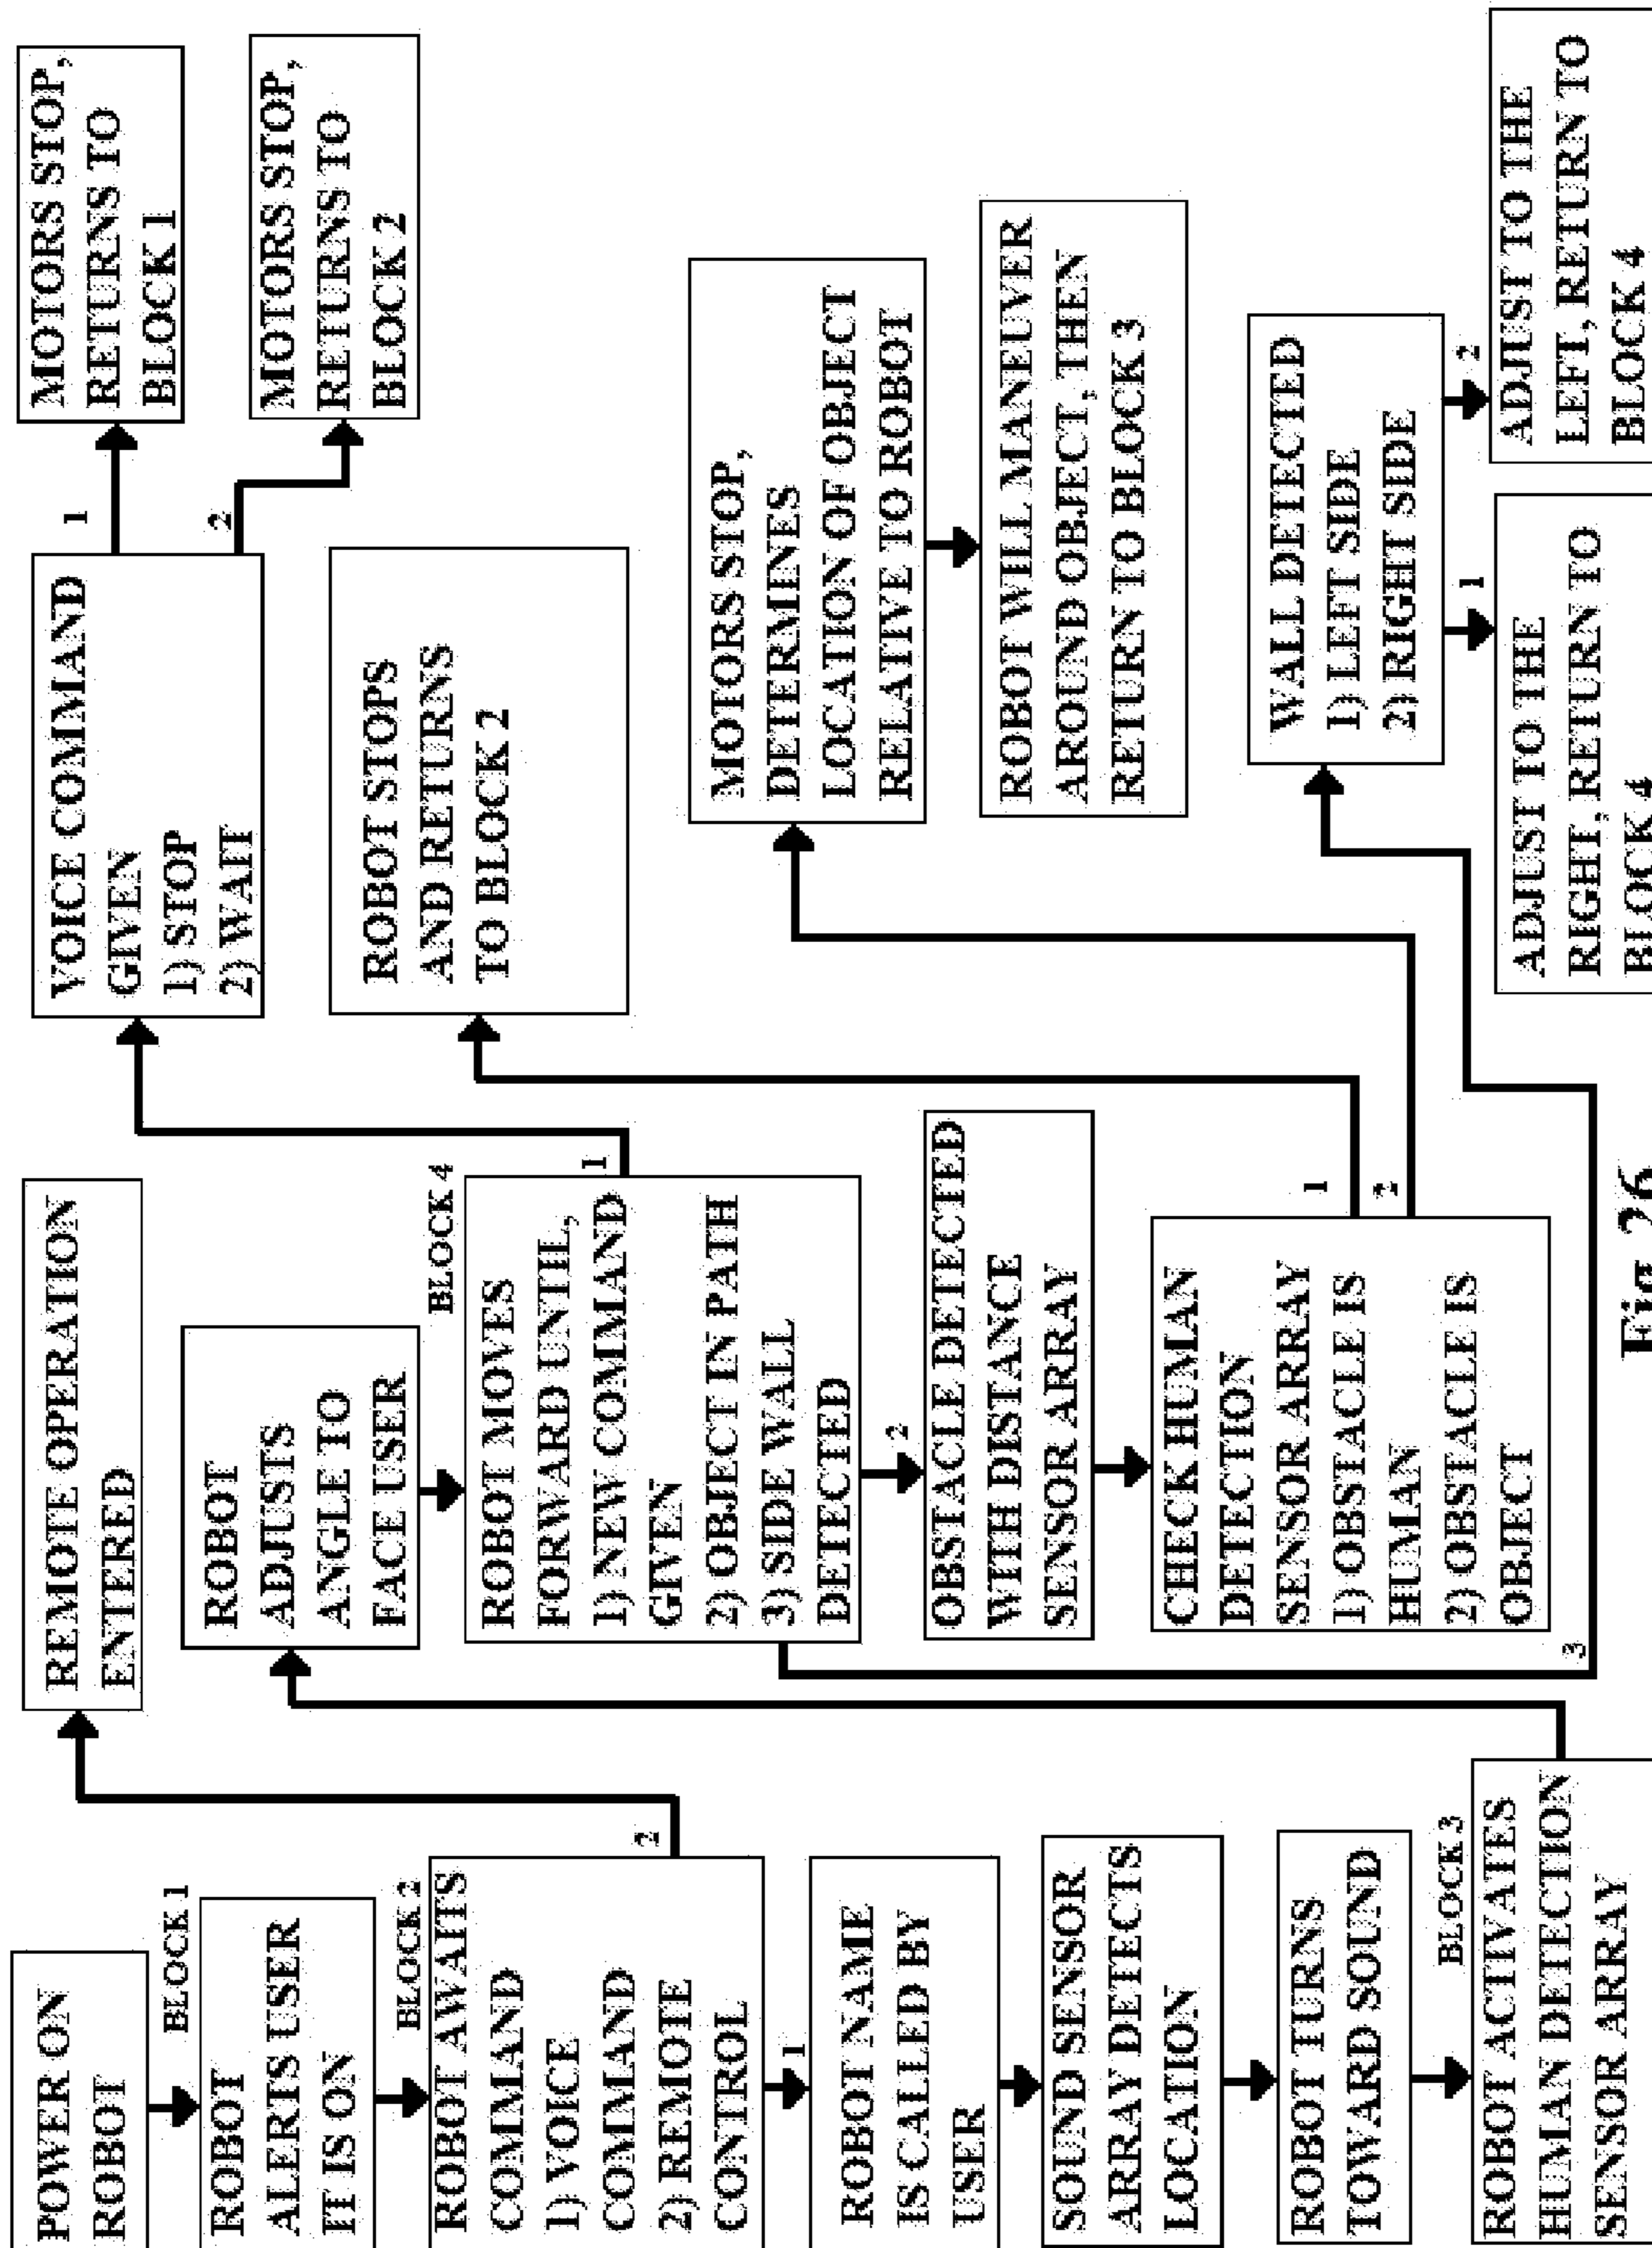 POWER ON
ROBOT
BLOCK 1
ROBOT
ALERTS USER
IT IS ON
BLOCK 2
ROBOT AWAITS
COMMAND
1) VOICE
COMMAND
2) REMOTE
CONTROL
2
1
ROBOT NAME
IS CALLED BY
USER
SOUND SENSOR
ARRAY DETECTS
LOCATION
ROBOT TURNS
TOWARD SOUND
BLOCK 3
ROBOT ACTIVATES
HUMAN DETECTION
SENSOR ARRAY
REMOTE OPERATION
ENTERED
ROBOT
ADJUSTS
ANGLE TO
FACE USER
BLOCK 4
ROBOT MOVES
FORWARD UNTIL,
1) NEW COMMAND
GIVEN
2) OBJECT IN PATH
3) SIDE WALL
DETECTED
1
2
OBSTACLE DETECTED
WITH DISTANCE
SENSOR ARRAY
CHECK HUMAN
DETECTION
SENSOR ARRAY
1) OBSTACLE IS
HUMAN
2) OBSTACLE IS
OBJECT
1
2
3
VOICE COMMAND
GIVEN
1) STOP
2) WAIT
1
2
MOTORS STOP,
RETURNS TO
BLOCK 1
MOTORS STOP,
RETURNS TO
BLOCK 2
ROBOT STOPS
AND RETURNS
TO BLOCK 2
MOTORS STOP,
DETERMINES
LOCATION OF OBJECT
RELATIVE TO ROBOT
ROBOT WILL MANEUVER
AROUND OBJECT, THEN
RETURN TO BLOCK 3
WALL DETECTED
1) LEFT SIDE
2) RIGHT SIDE
1
2
ADJUST TO THE
RIGHT, RETURN TO
BLOCK 4
ADJUST TO THE
LEFT, RETURN TO
BLOCK 4
Fig 26